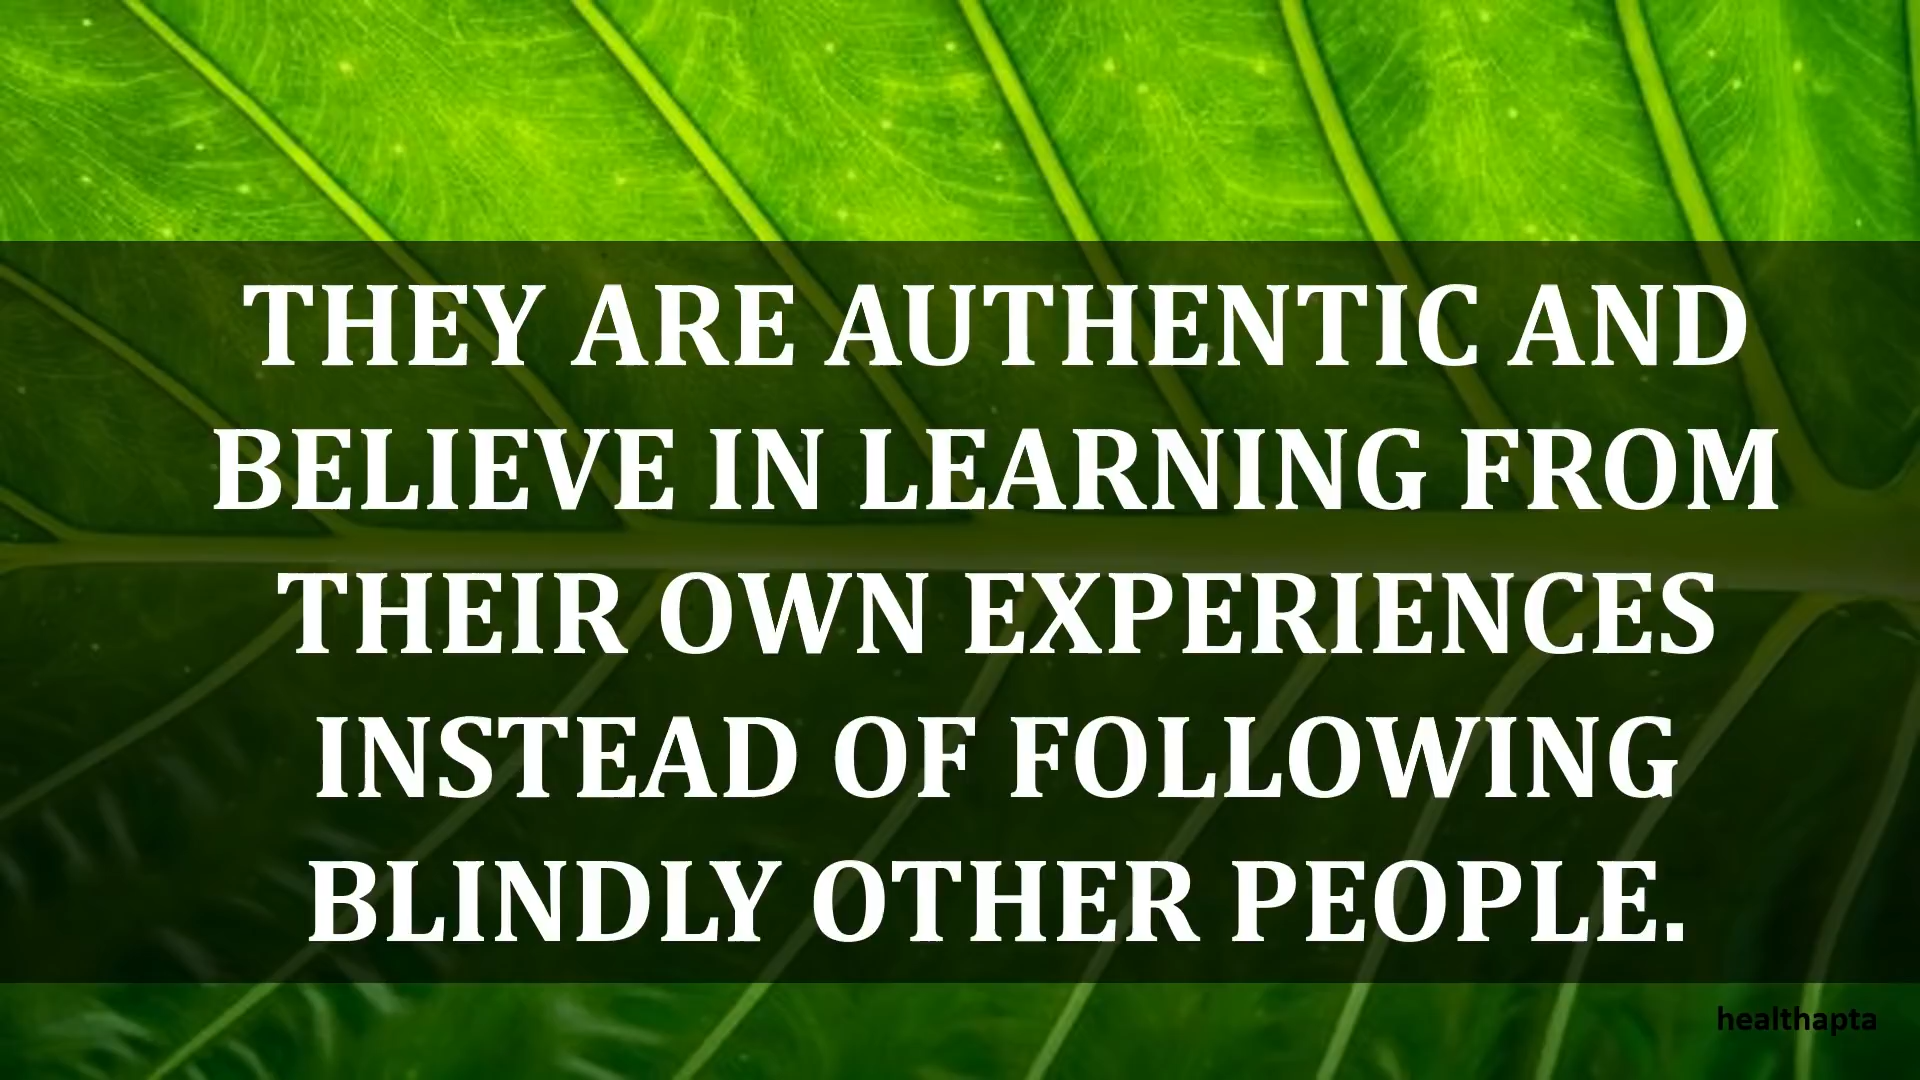 THEY ARE AUTHENTIC AND
BELIEVE IN LEARNING FROM
THEIR OWN EXPERIENCES
INSTEAD OF FOLLOWING
BLINDLY OTHER PEOPLE.
healthapta